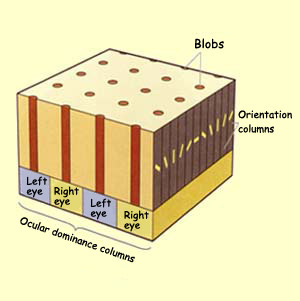 Blobs
Orientation
columns
Left
eye
Right
eye
Left
eye
Right
eye
Ocular dominance columns